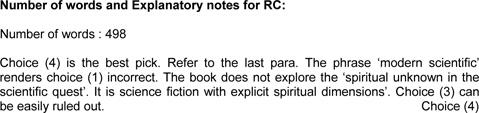 Number of words and Explanatory notes for RC:
Number of words : 498
Choice (4) is the best pick. Refer to the last para. The phrase ‘modern scientific’
renders choice (1) incorrect. The book does not explore the ‘spiritual unknown in the
scientific quest’. It is science fiction with explicit spiritual dimensions’. Choice (3) can
be easily ruled out. Choice (4)